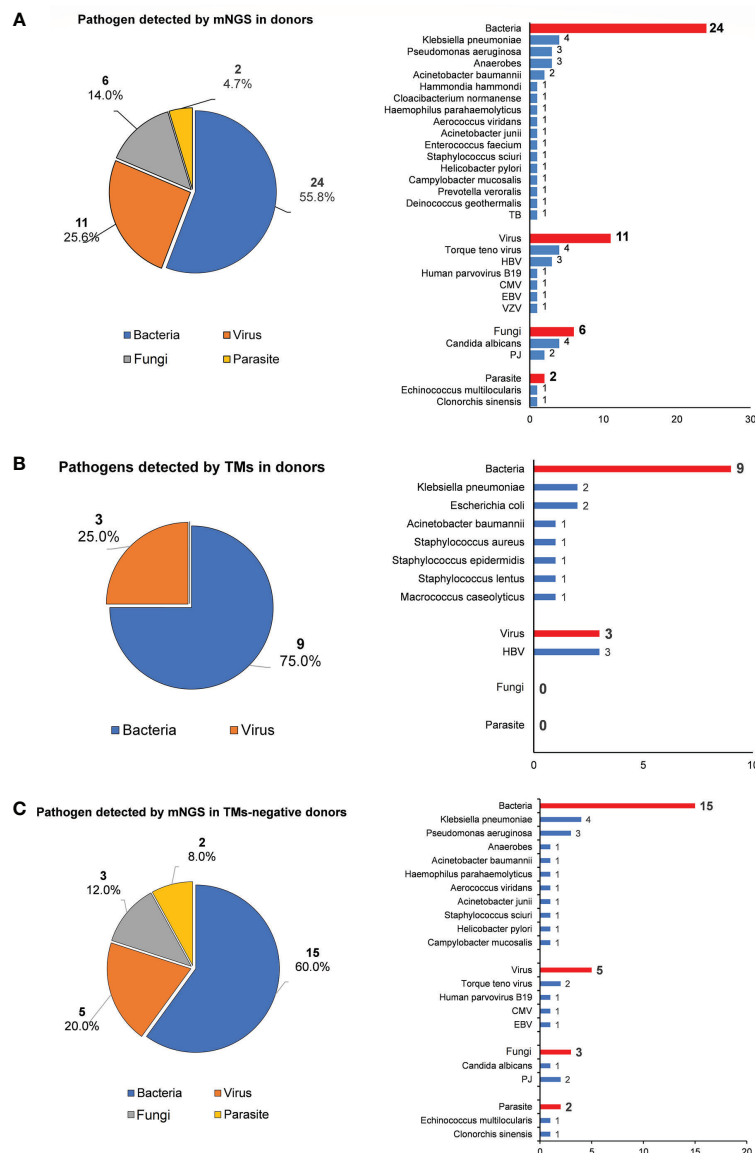 A
Pathogen detected by mNGS in donors
2
4.7%
6
14.0%
24
55.8%
11
25.6%
Bacteria
Virus
Fungi
Parasite
Bacteria 24
Klebsiella pneumoniae 4
Pseudomonas aeruginosa 3
Anaerobes 3
Acinetobacter baumannii 2
Hammondia hammondi 1
Cloacibacterium normanense 1
Haemophilus parahaemolyticus 1
Aerococcus viridans 1
Acinetobacter junii 1
Enterococcus faecium 1
Staphylococcus sciuri 1
Helicobacter pylori 1
Campylobacter mucosalis 1
Prevotella veroralis 1
Deinococcus geothermalis 1
TB 1
Virus 11
Torque teno virus 4
HBV 3
Human parvovirus B19 1
CMV 1
EBV 1
VZV 1
Fungi 6
Candida albicans 4
PJ 2
Parasite 2
Echinococcus multilocularis 1
Clonorchis sinensis 1
0 10 20 30
B
Pathogens detected by TMs in donors
3
25.0%
9
75.0%
Bacteria
Virus
Bacteria 9
Klebsiella pneumoniae 2
Escherichia coli 2
Acinetobacter baumannii 1
Staphylococcus aureus 1
Staphylococcus epidermidis 1
Staphylococcus lentus 1
Macrococcus caseolyticus 1
Virus 3
HBV 3
Fungi 0
Parasite 0
0 5 10
C
Pathogen detected by mNGS in TMs-negative donors
2
8.0%
3
12.0%
15
60.0%
5
20.0%
Bacteria
Virus
Fungi
Parasite
Bacteria 15
Klebsiella pneumoniae 4
Pseudomonas aeruginosa 3
Anaerobes 1
Acinetobacter baumannii 1
Haemophilus parahaemolyticus 1
Aerococcus viridans 1
Acinetobacter junii 1
Staphylococcus sciuri 1
Helicobacter pylori 1
Campylobacter mucosalis 1
Virus 5
Torque teno virus 2
Human parvovirus B19 1
CMV 1
EBV 1
Fungi 3
Candida albicans 1
PJ 2
Parasite 2
Echinococcus multilocularis 1
Clonorchis sinensis 1
0 5 10 15 20